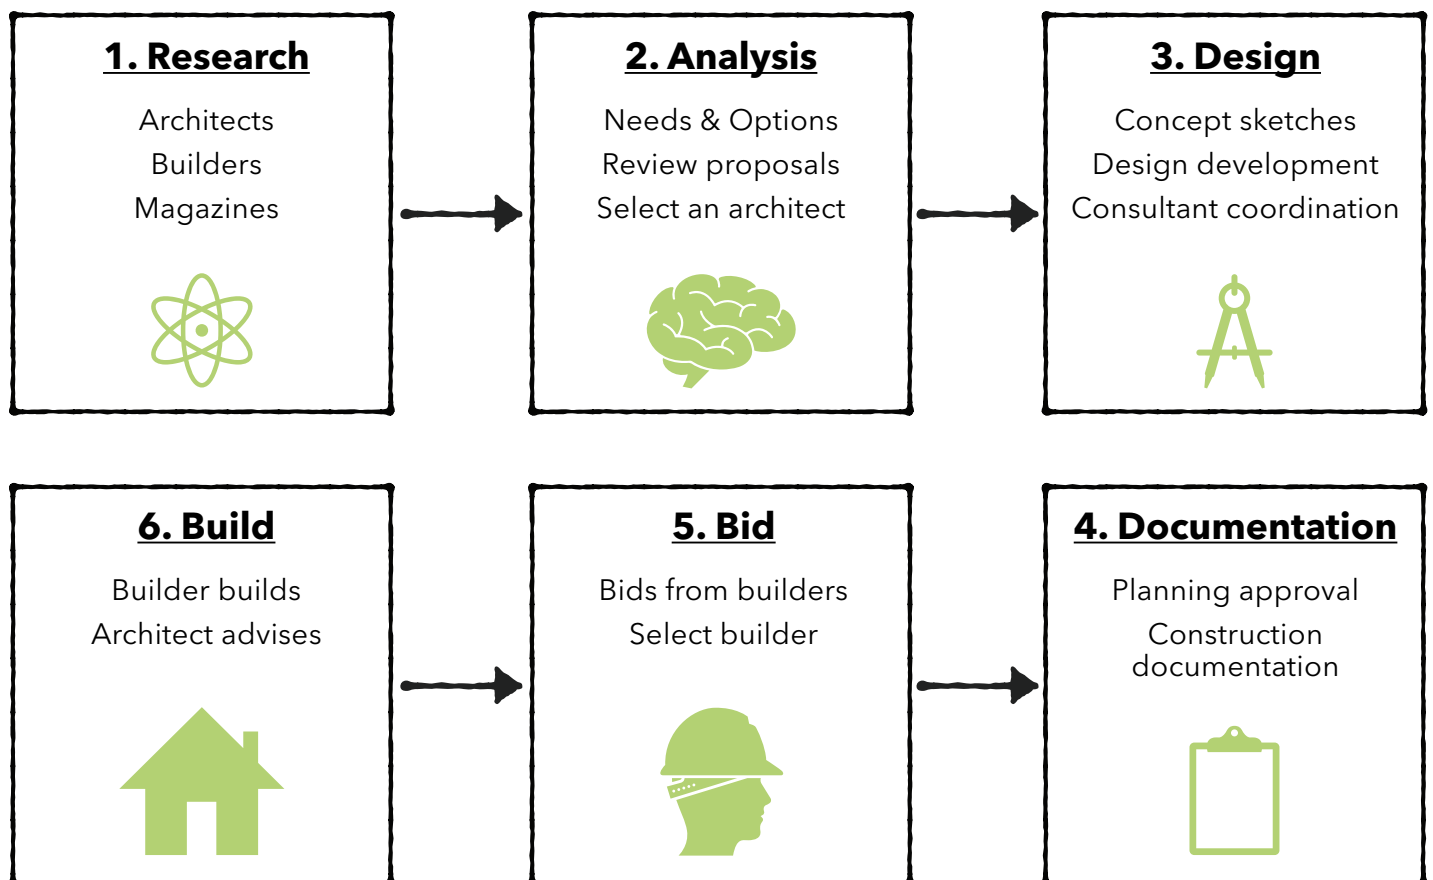 1. Research
Architects
Builders
Magazines
2. Analysis
Needs & Options
Review proposals
Select an architect
3. Design
Concept sketches
Design development
Consultant coordination
6. Build
Builder builds
Architect advises
5. Bid
Bids from builders
Select builder
4. Documentation
Planning approval
Construction
documentation